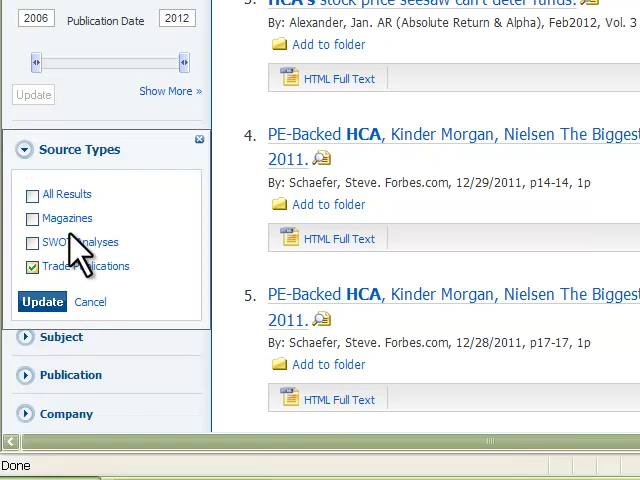 2006 Publication Date 2012
Update Show More »
Source Types
All Results
Magazines
SWOT Analyses
Trade Publications
Update Cancel
Subject
Publication
Company
3.
HCA's stock price seesaw can't deter funds.
By: Alexander, Jan. AR (Absolute Return & Alpha), Feb2012, Vol. 3
Add to folder
HTML Full Text
4. PE-Backed HCA, Kinder Morgan, Nielsen The Biggest
2011.
By: Schaefer, Steve. Forbes.com, 12/29/2011, p14-14, 1p
Add to folder
HTML Full Text
5. PE-Backed HCA, Kinder Morgan, Nielsen The Biggest
2011.
By: Schaefer, Steve. Forbes.com, 12/28/2011, p17-17, 1p
Add to folder
HTML Full Text
Done